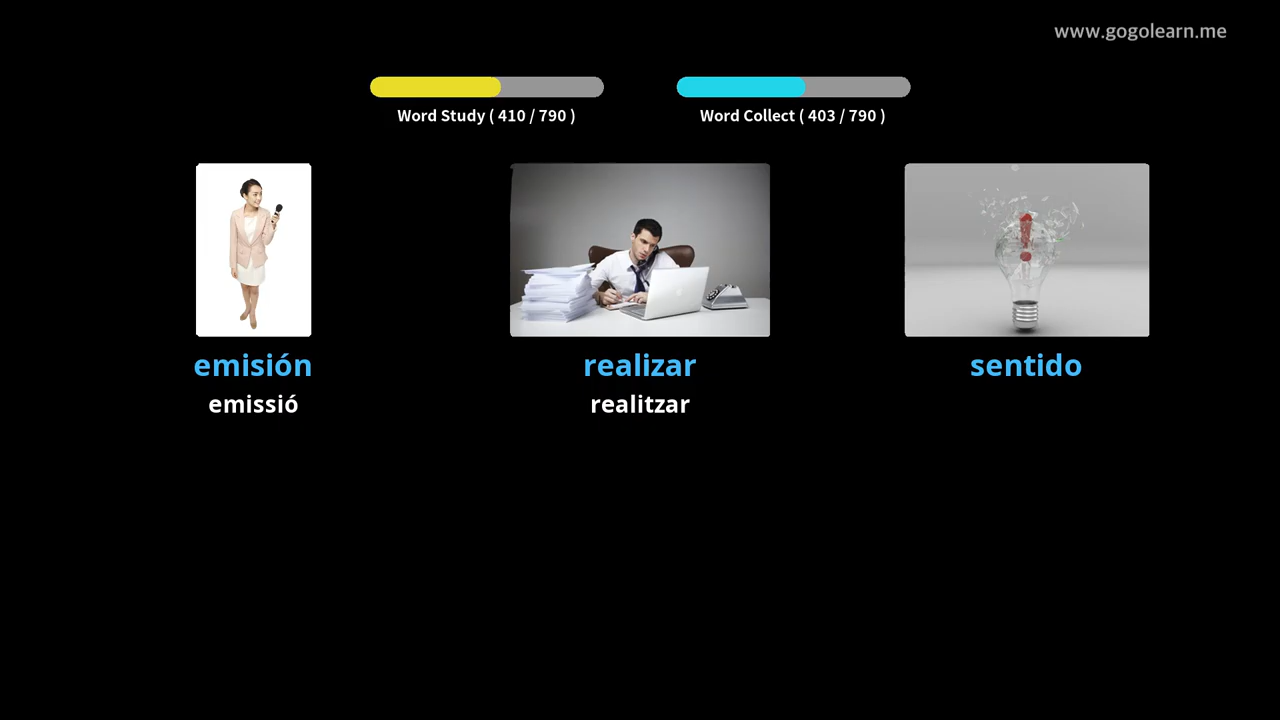 www.gogolearn.me
Word Study ( 410 / 790 )
Word Collect ( 403 / 790 )
emisión
realizar
sentido
emissió
realitzar